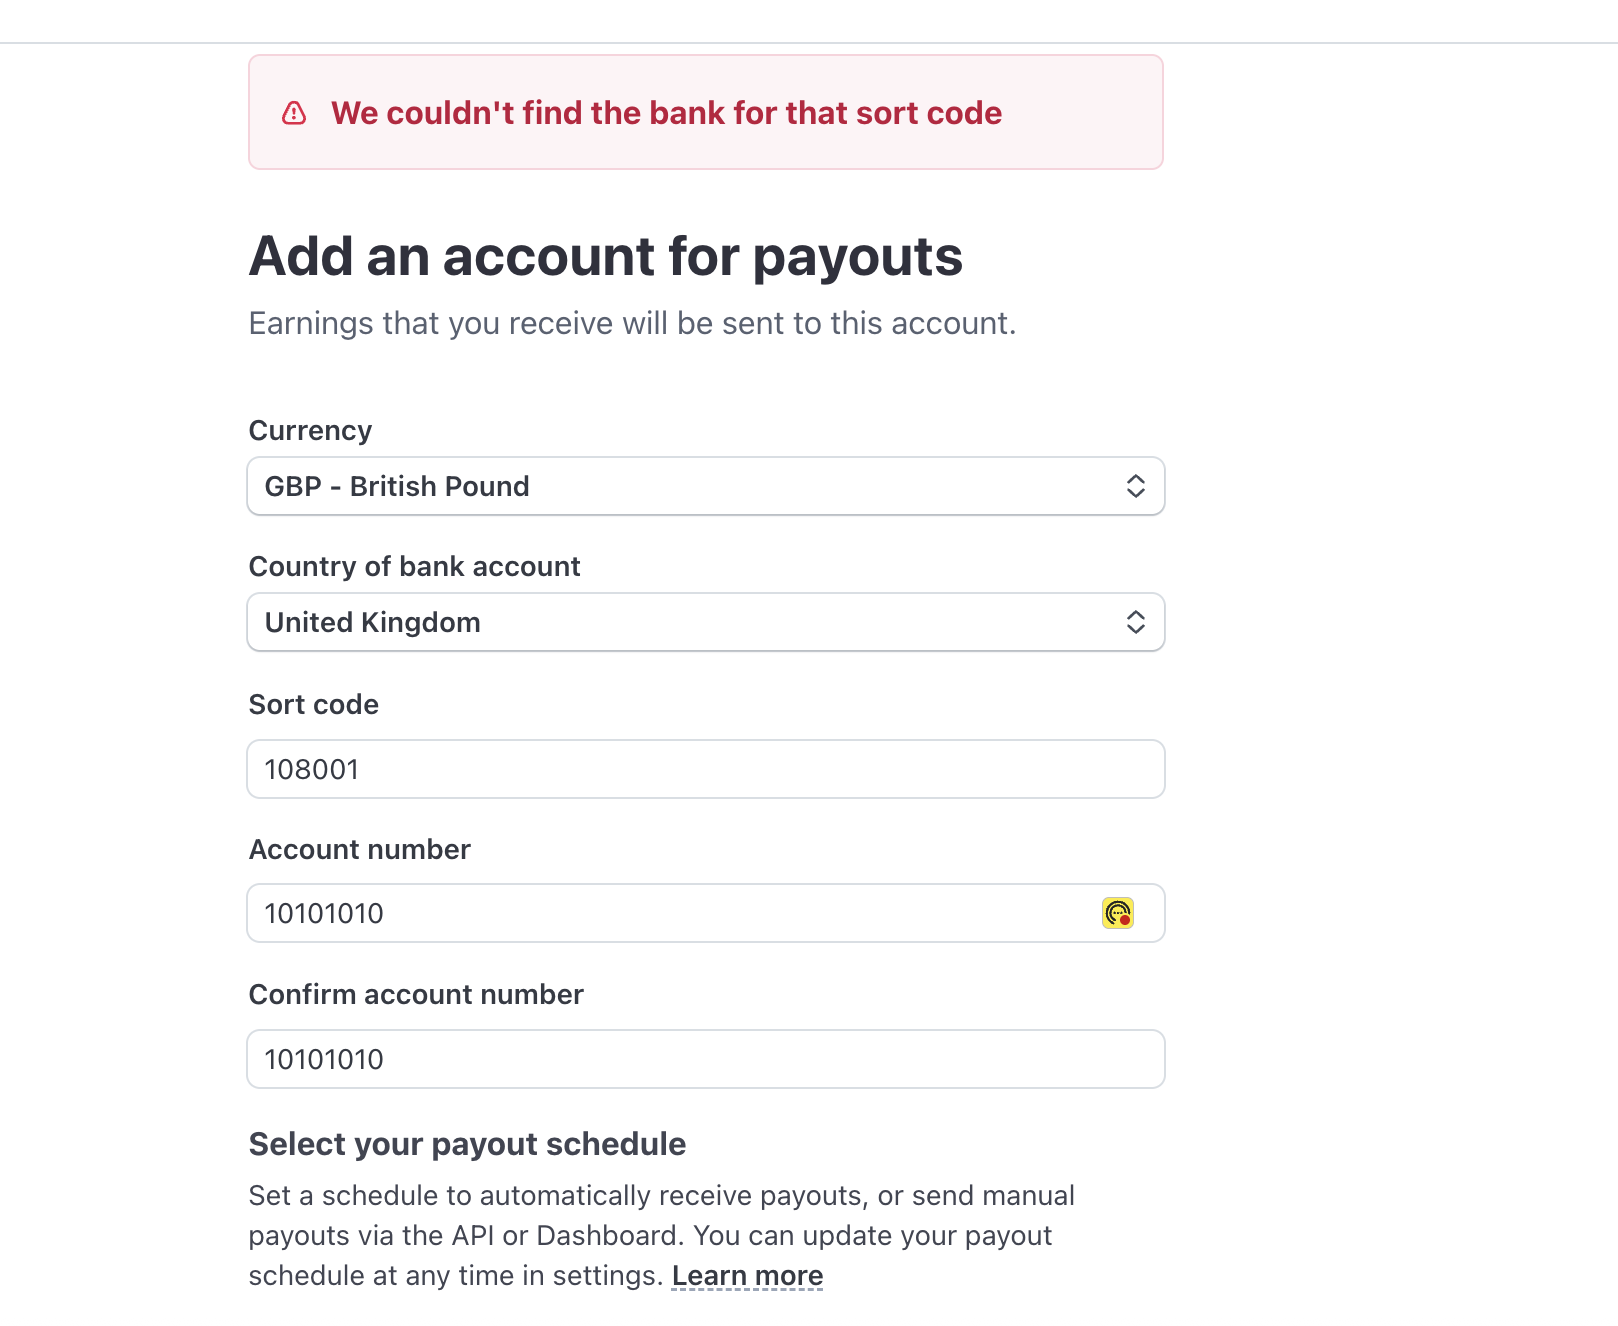 We couldn't find the bank for that sort code
Add an account for payouts
Earnings that you receive will be sent to this account.
Currency
GBP - British Pound
Country of bank account
United Kingdom
Sort code
108001
Account number
10101010
Confirm account number
10101010
Select your payout schedule
Set a schedule to automatically receive payouts, or send manual
payouts via the API or Dashboard. You can update your payout
schedule at any time in settings. Learn more